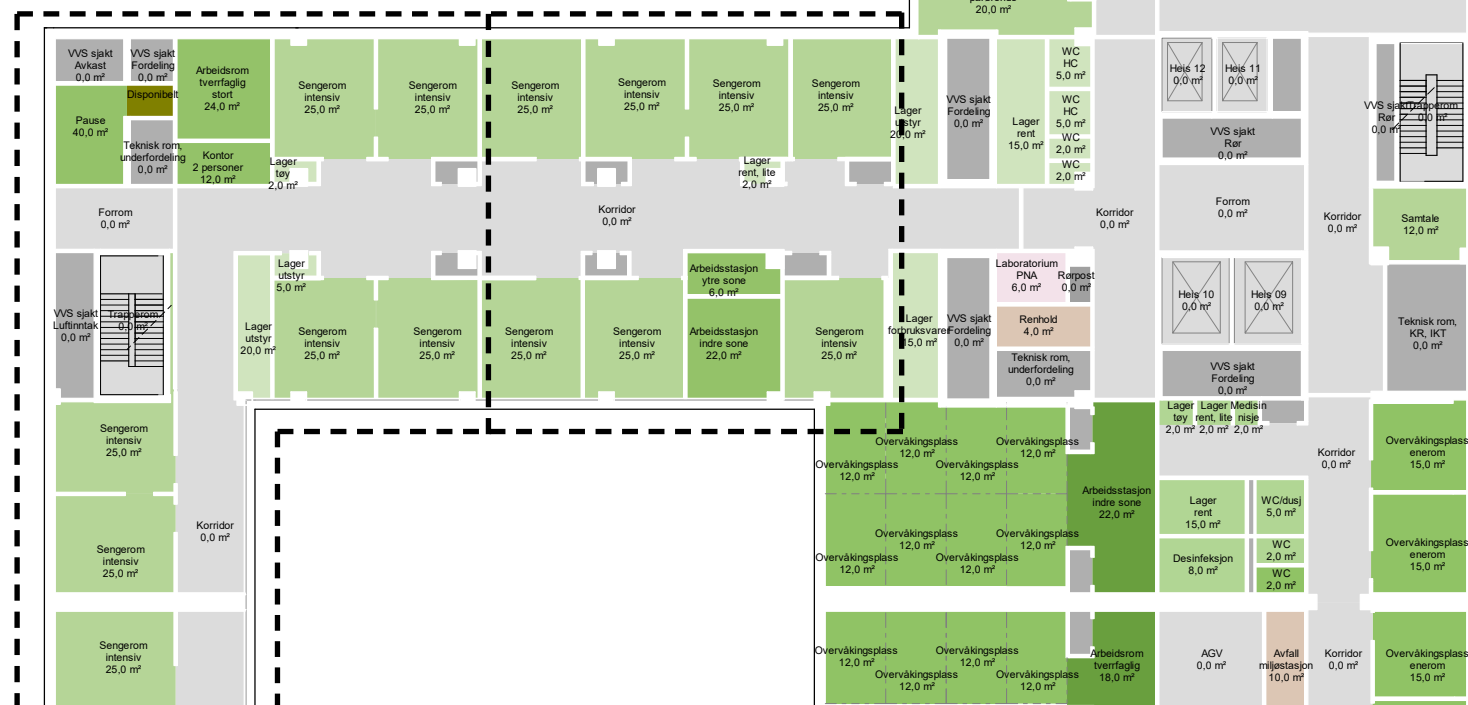 20,0 m²
VVS sjakt
Avkast
0,0 m²
VVS sjakt
Fordeling
0,0 m²
Disponibelt
Pause
40,0 m²
Teknisk rom,
underfordeling
0,0 m²
Arbeidsrom
tverrfaglig
stort
24,0 m²
Kontor
2 personer
12,0 m²
Lager
tøy
2,0 m²
Sengerom
intensiv
25,0 m²
Sengerom
intensiv
25,0 m²
Sengerom
intensiv
25,0 m²
Sengerom
intensiv
25,0 m²
Sengerom
intensiv
25,0 m²
Sengerom
intensiv
25,0 m²
Lager
rent, lite
2,0 m²
Lager
utstyr
20,0 m²
VVS sjakt
Fordeling
0,0 m²
Lager
rent
15,0 m²
WC
HC
5,0 m²
WC
HC
5,0 m²
WC
2,0 m²
WC
2,0 m²
Heis 12
0,0 m²
Heis 11
0,0 m²
VVS sjakt
Rør
0,0 m²
VVS sjakt
Rør
0,0 m²
Trapperom
0,0 m²
Forrom
0,0 m²
Korridor
0,0 m²
Korridor
0,0 m²
Forrom
0,0 m²
Korridor
0,0 m²
Samtale
12,0 m²
VVS sjakt
Luftinntak
0,0 m²
Trapperom
0,0 m²
Lager
utstyr
20,0 m²
Lager
utstyr
5,0 m²
Sengerom
intensiv
25,0 m²
Sengerom
intensiv
25,0 m²
Sengerom
intensiv
25,0 m²
Sengerom
intensiv
25,0 m²
Arbeidsstasjon
ytre sone
6,0 m²
Arbeidsstasjon
indre sone
22,0 m²
Sengerom
intensiv
25,0 m²
Lager
forbruksvarer
15,0 m²
VVS sjakt
Fordeling
0,0 m²
Laboratorium
PNA
6,0 m²
Rørpost
0,0 m²
Renhold
4,0 m²
Teknisk rom,
underfordeling
0,0 m²
Heis 10
0,0 m²
Heis 09
0,0 m²
VVS sjakt
Fordeling
0,0 m²
Teknisk rom,
KR, IKT
0,0 m²
Sengerom
intensiv
25,0 m²
Sengerom
intensiv
25,0 m²
Sengerom
intensiv
25,0 m²
Korridor
0,0 m²
Overvåkingsplass
12,0 m²
Overvåkingsplass
12,0 m²
Overvåkingsplass
12,0 m²
Overvåkingsplass
12,0 m²
Overvåkingsplass
12,0 m²
Overvåkingsplass
12,0 m²
Overvåkingsplass
12,0 m²
Overvåkingsplass
12,0 m²
Arbeidsstasjon
indre sone
22,0 m²
Lager
tøy
2,0 m²
Lager
rent, lite
2,0 m²
Medisin
nisje
2,0 m²
Korridor
0,0 m²
Overvåkingsplass
enerom
15,0 m²
Lager
rent
15,0 m²
WC/dusj
5,0 m²
Desinfeksjon
8,0 m²
WC
2,0 m²
WC
2,0 m²
Overvåkingsplass
enerom
15,0 m²
Overvåkingsplass
12,0 m²
Overvåkingsplass
12,0 m²
Overvåkingsplass
12,0 m²
Overvåkingsplass
12,0 m²
Arbeidsrom
tverrfaglig
18,0 m²
AGV
0,0 m²
Avfall
miljøstasjon
10,0 m²
Korridor
0,0 m²
Overvåkingsplass
enerom
15,0 m²